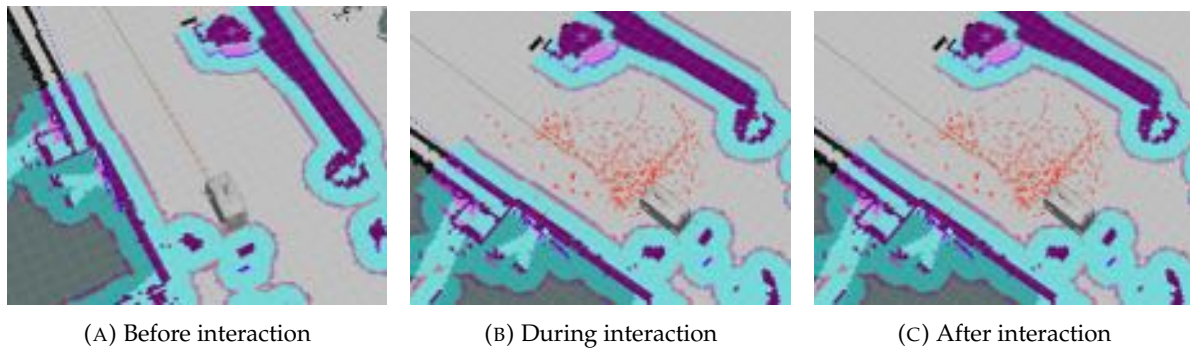 (A) Before interaction
(B) During interaction
(C) After interaction